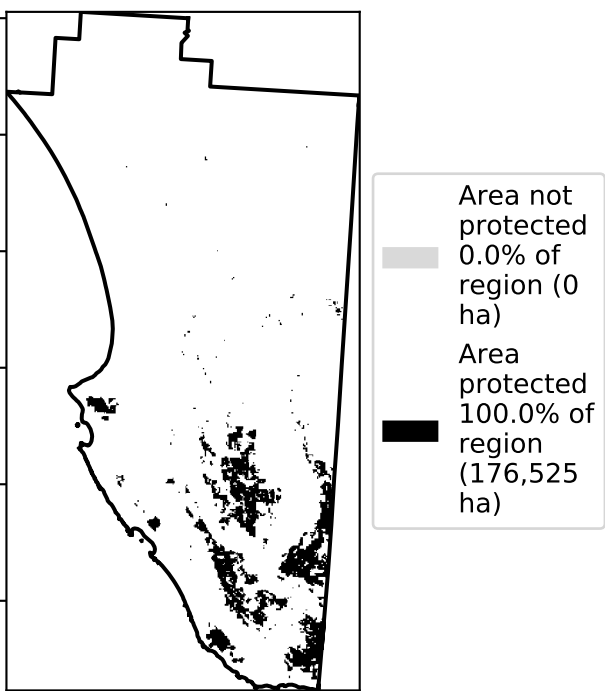 Area not
protected
0.0% of
region (0
ha)
Area
protected
100.0% of
region
(176,525
ha)